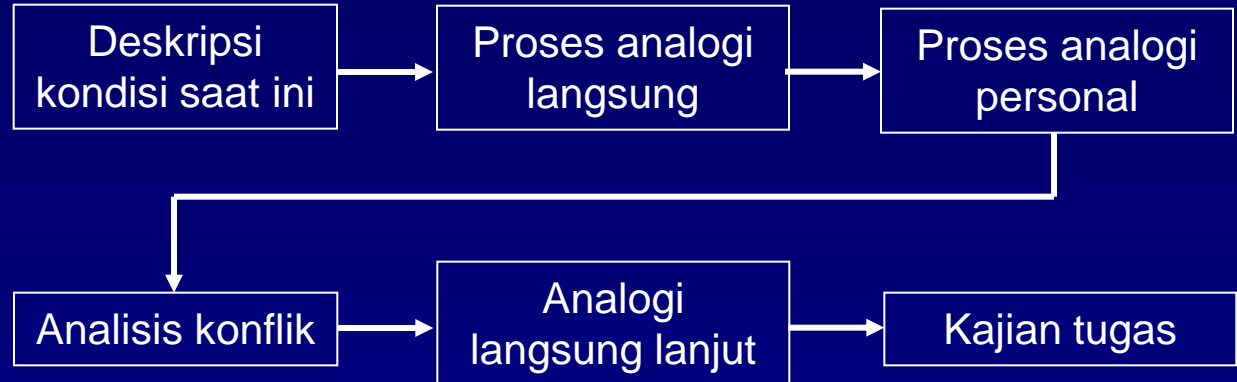 Deskripsi
kondisi saat ini
Proses analogi
langsung
Proses analogi
personal
Analisis konflik
Analogi
langsung lanjut
Kajian tugas